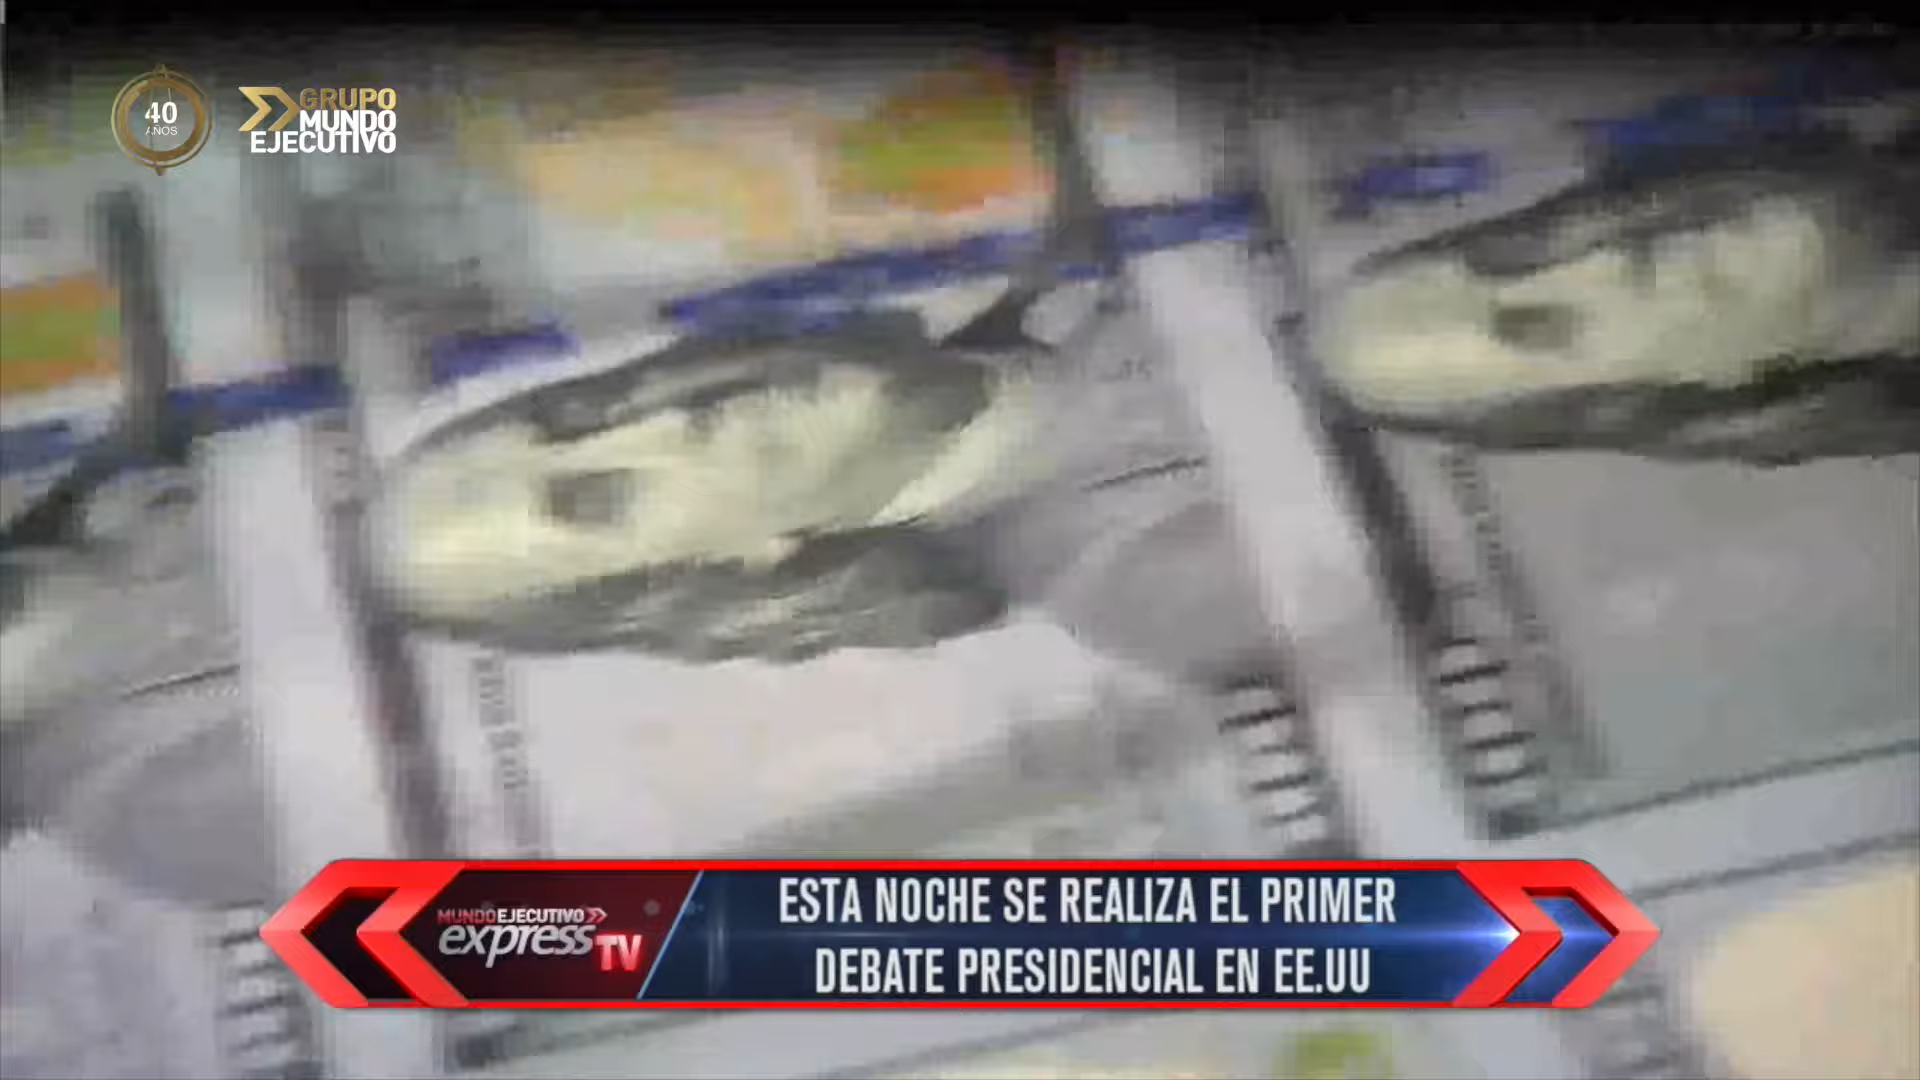 40
AÑOS
GRUPO
MUNDO
EJECUTIVO
MUNDOEJECUTIVO
express TV
ESTA NOCHE SE REALIZA EL PRIMER
DEBATE PRESIDENCIAL EN EE.UU